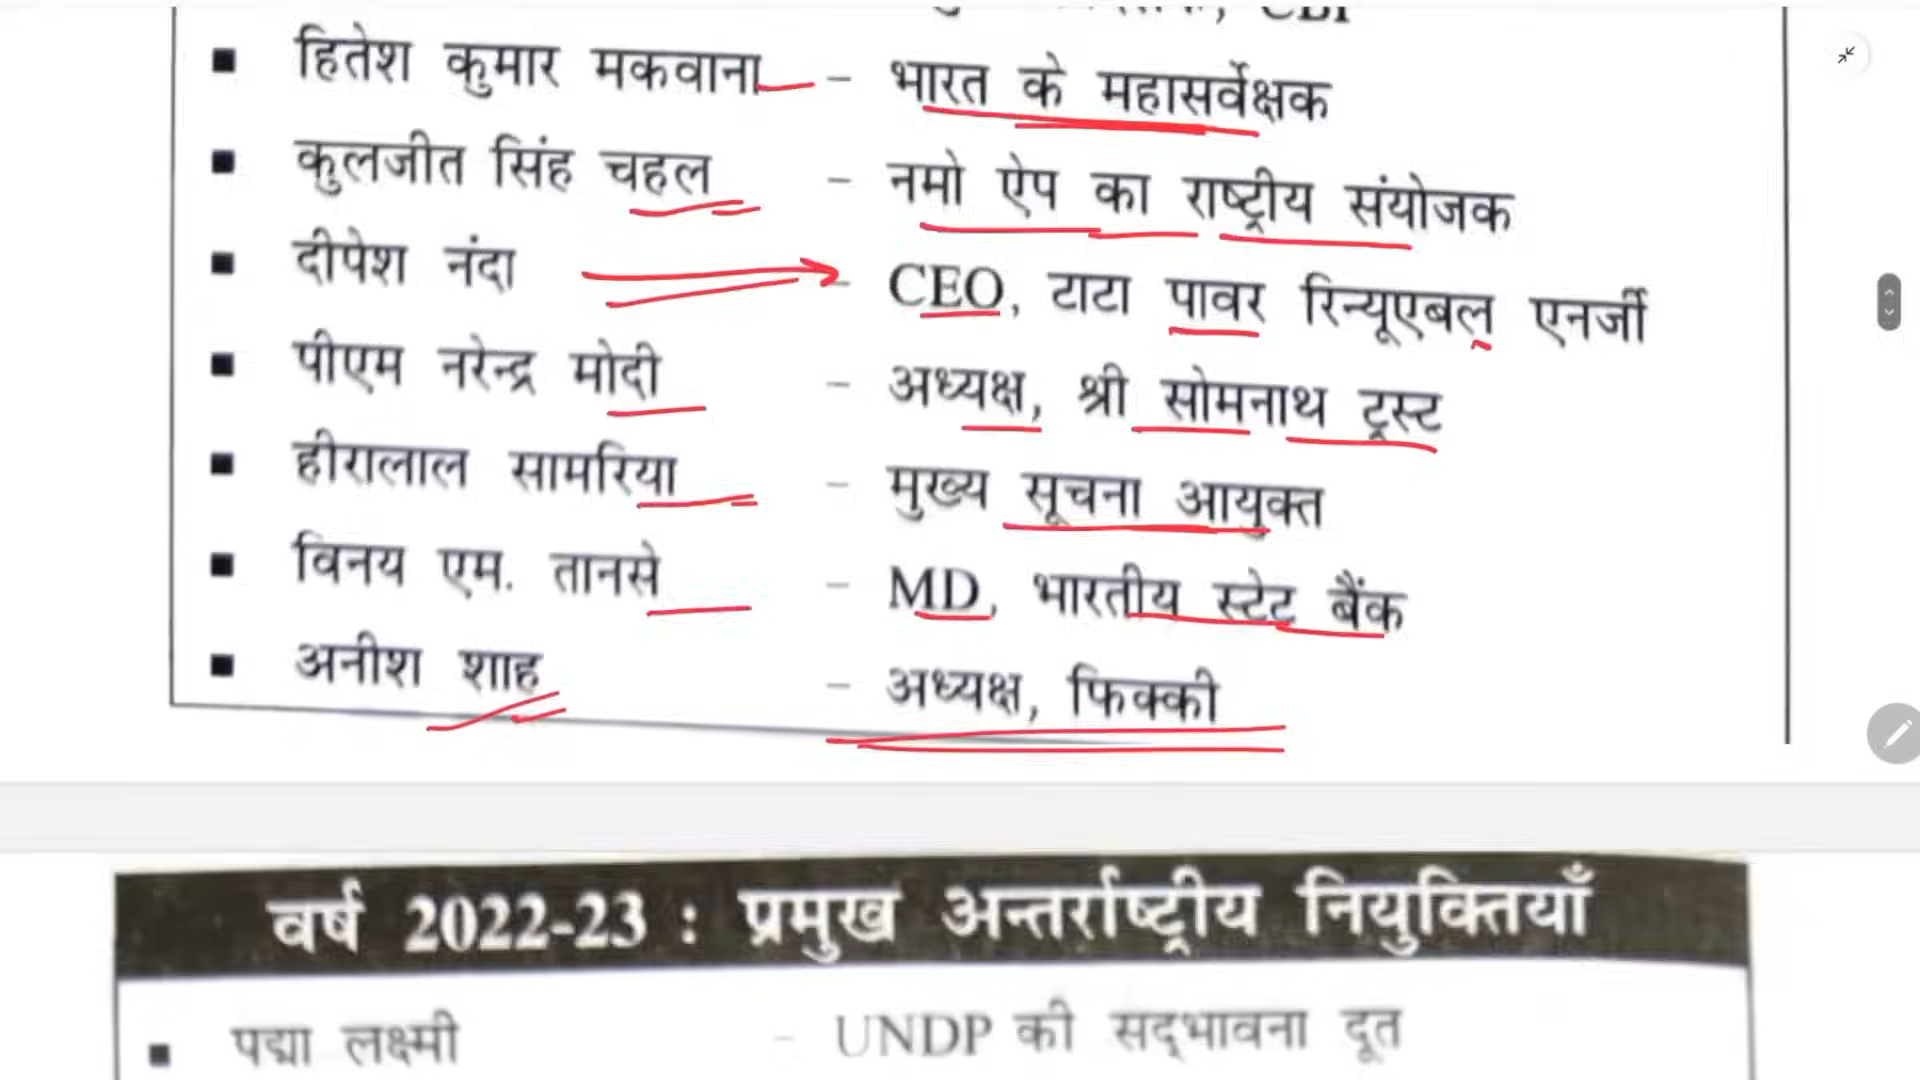 CBI
■ हितेश कुमार मकवाना – भारत के महासर्वेक्षक
■ कुलजीत सिंह चहल – नमो ऐप का राष्ट्रीय संयोजक
■ दीपेश नंदा – CEO, टाटा पावर रिन्यूएबल एनर्जी
■ पीएम नरेन्द्र मोदी – अध्यक्ष, श्री सोमनाथ ट्रस्ट
■ हीरालाल सामरिया – मुख्य सूचना आयुक्त
■ विनय एम. तानसे – MD, भारतीय स्टेट बैंक
■ अनीश शाह – अध्यक्ष, फिक्की
वर्ष 2022-23 : प्रमुख अन्तर्राष्ट्रीय नियुक्तियाँ
■ पद्मा लक्ष्मी – UNDP की सद्भावना दूत